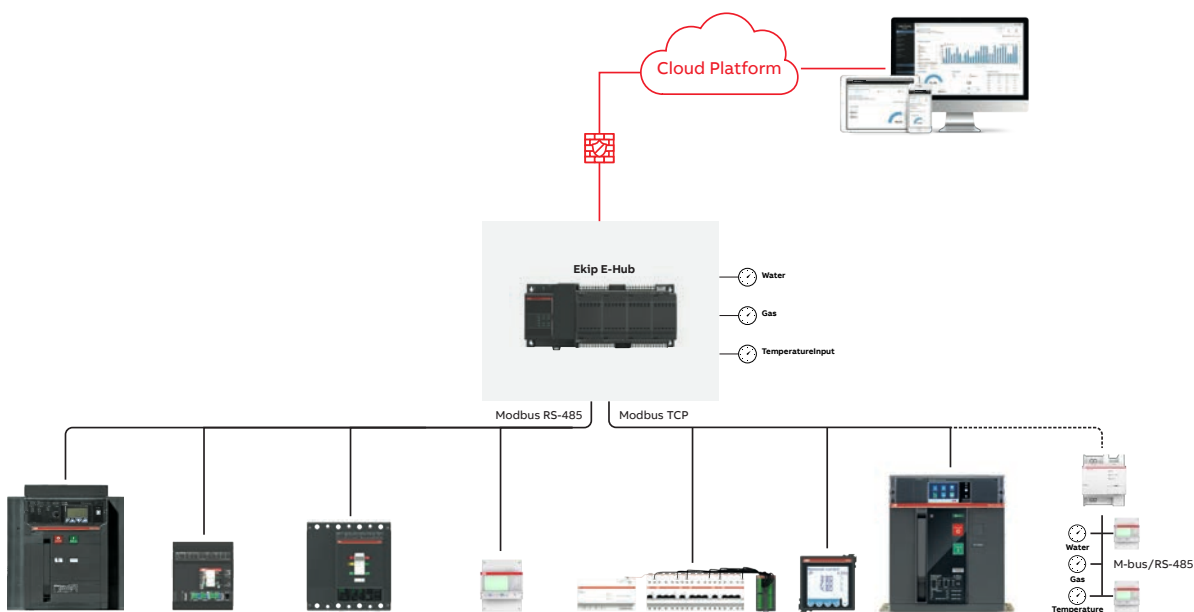 Cloud Platform
Ekip E-Hub
Water
Gas
TemperatureInput
Modbus RS-485
Modbus TCP
Water
Gas
M-bus/RS-485
Temperature